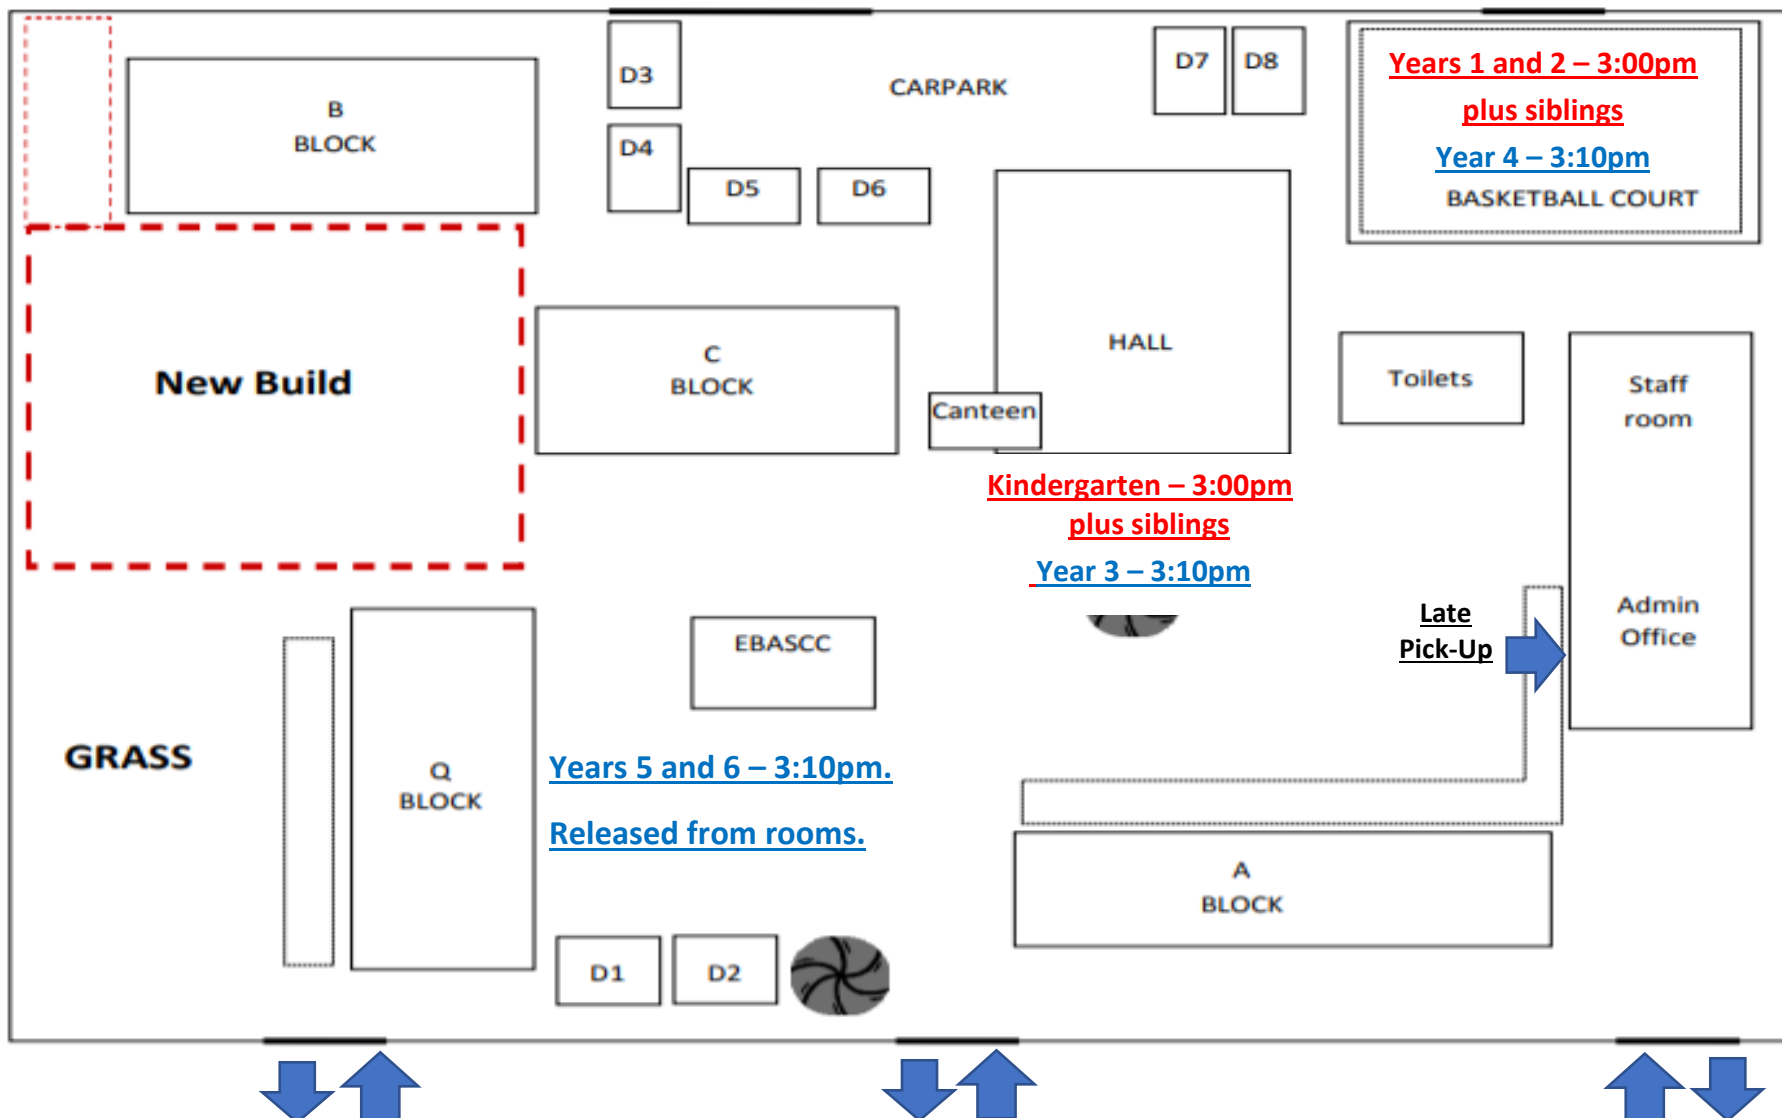 D3
CARPARK
D7
D8
Years 1 and 2 – 3:00pm
plus siblings
Year 4 – 3:10pm
BASKETBALL COURT
B
BLOCK
D4
D5
D6
New Build
C
BLOCK
HALL
Canteen
Toilets
Staff
room
Kindergarten – 3:00pm
plus siblings
Year 3 – 3:10pm
Late
Pick-Up
Admin
Office
EBASCC
GRASS
Q
BLOCK
Years 5 and 6 – 3:10pm.
Released from rooms.
A
BLOCK
D1
D2